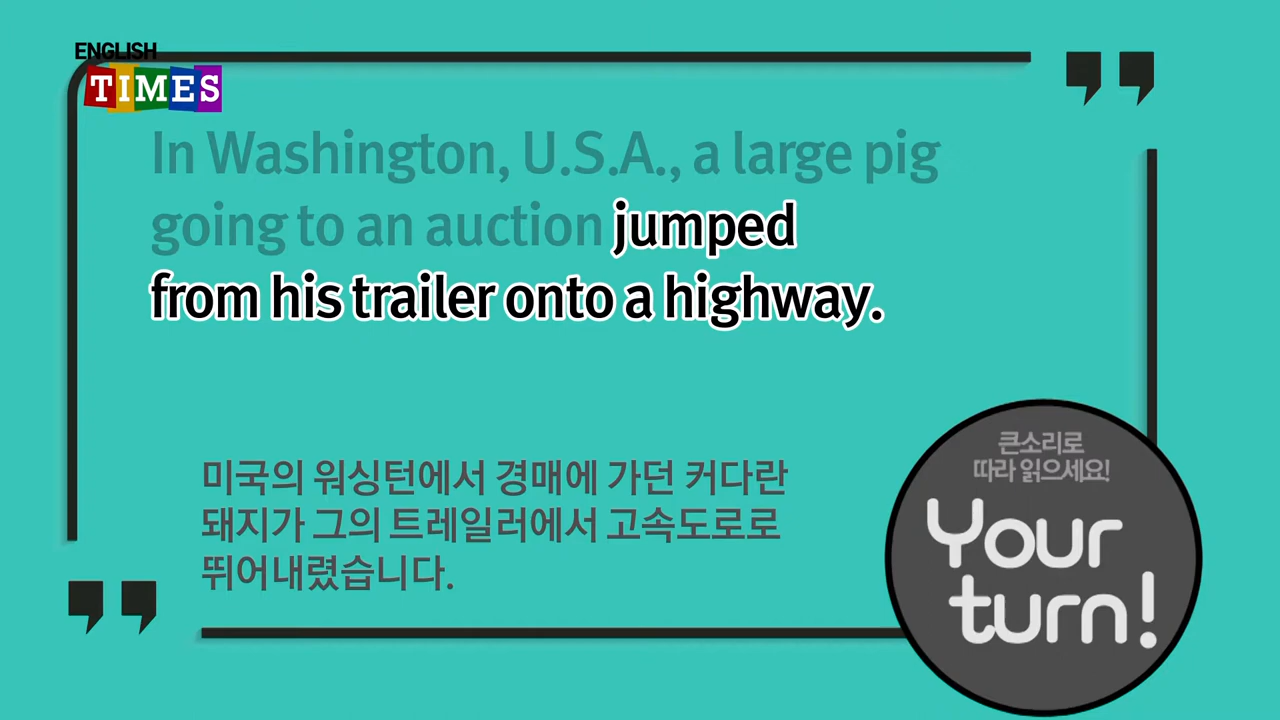 ENGLISH
TIMES
In Washington, U.S.A., a large pig
going to an auction jumped
from his trailer onto a highway.
미국의 워싱턴에서 경매에 가던 커다란
돼지가 그의 트레일러에서 고속도로로
뛰어내렸습니다.
큰소리로
따라 읽으세요!
Your
turn!